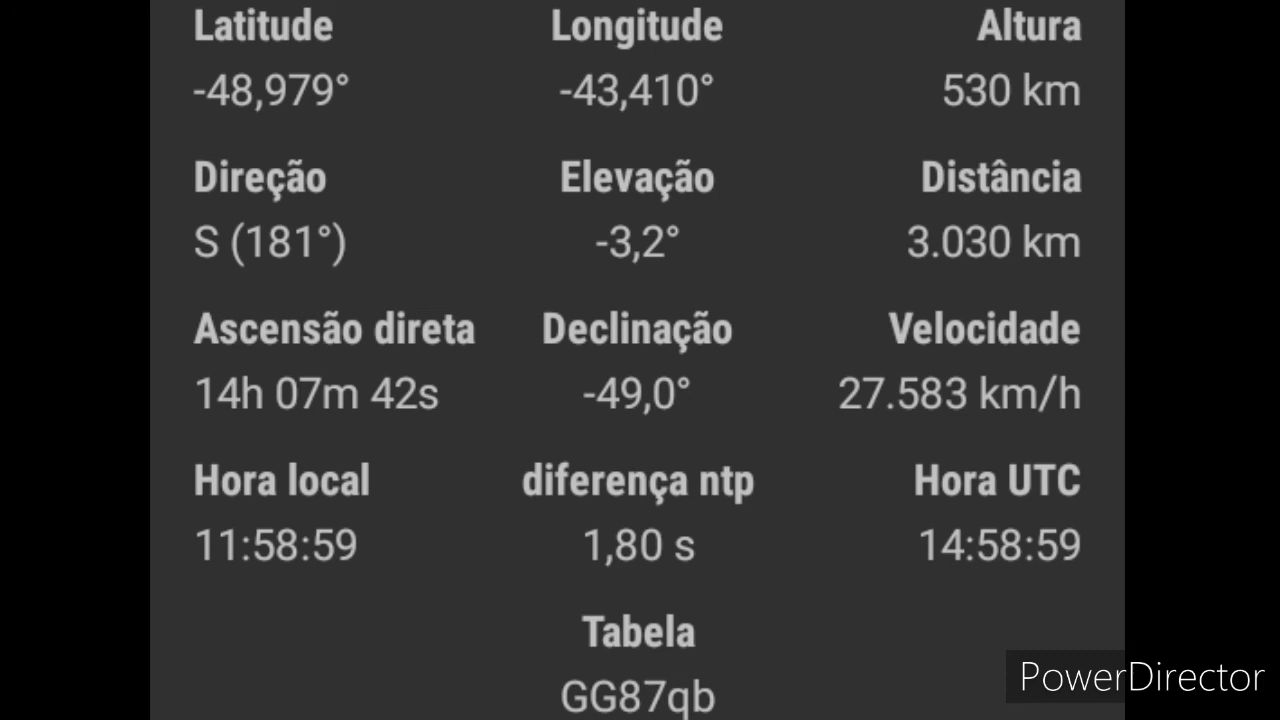 Latitude Longitude Altura
-48,979° -43,410° 530 km
Direção Elevação Distância
S (181°) -3,2° 3.030 km
Ascensão direta Declinação Velocidade
14h 07m 42s -49,0° 27.583 km/h
Hora local diferença ntp Hora UTC
11:58:59 1,80 s 14:58:59
Tabela
GG87qb
PowerDirector